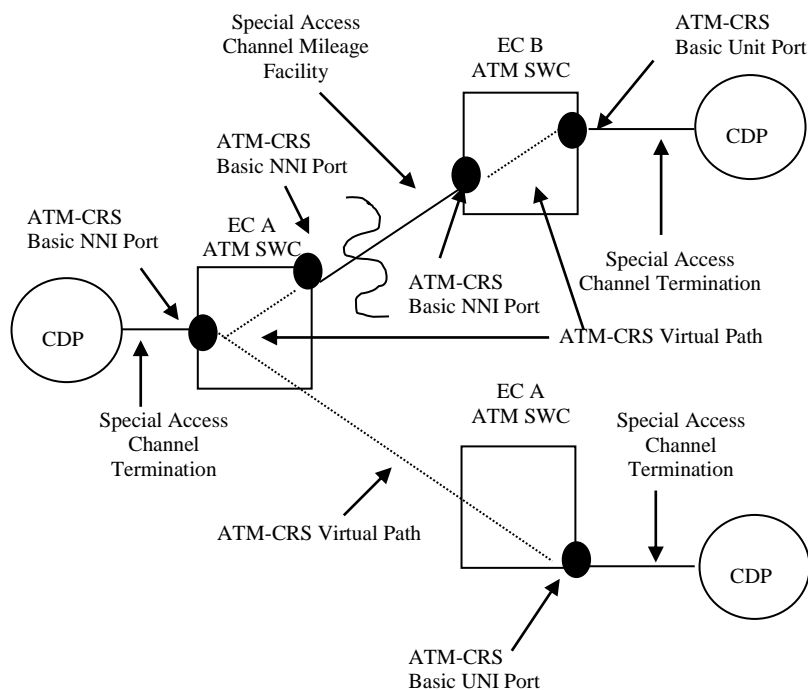 Special Access
Channel Mileage
Facility
EC B
ATM SWC
ATM-CRS
Basic Unit Port
CDP
ATM-CRS
Basic NNI Port
ATM-CRS
Basic NNI Port
EC A
ATM SWC
CDP
ATM-CRS
Basic NNI Port
Special Access
Channel Termination
ATM-CRS Virtual Path
Special Access
Channel
Termination
EC A
ATM SWC
Special Access
Channel
Termination
ATM-CRS Virtual Path
CDP
ATM-CRS
Basic UNI Port